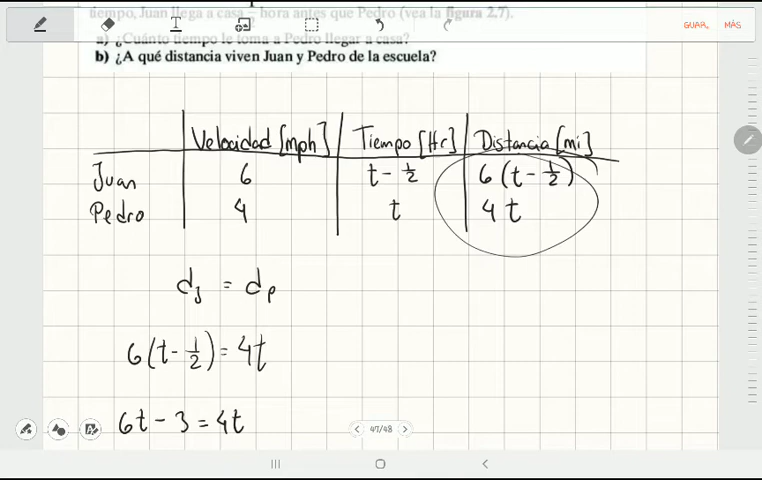 tiempo, Juan llega a casa hora antes que Pedro (vea la figura 2.7).
GUAR. MÁS
a) ¿Cuánto tiempo le toma a Pedro llegar a casa?
b) ¿A qué distancia viven Juan y Pedro de la escuela?
Velocidad [mph] Tiempo [Hr] Distancia [mi]
Juan 6 t - 1/2 6 (t - 1/2)
Pedro 4 t 4 t
dJ = dP
6(t - 1/2) = 4t
6t - 3 = 4t
47/48